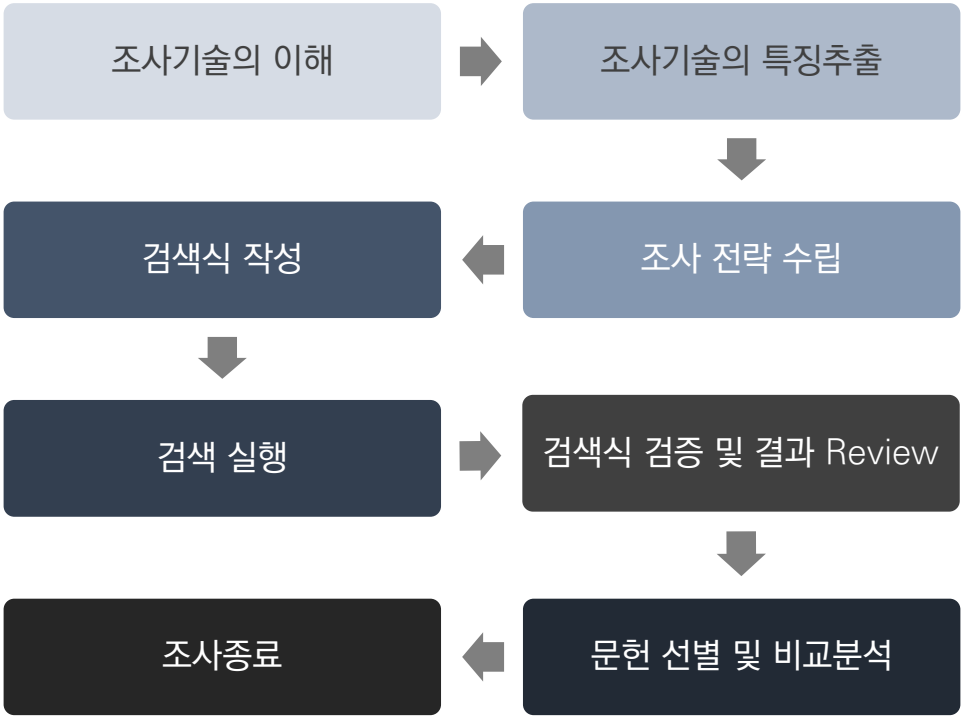 조사기술의 이해
조사기술의 특징추출
조사 전략 수립
검색식 작성
검색 실행
검색식 검증 및 결과 Review
문헌 선별 및 비교분석
조사종료